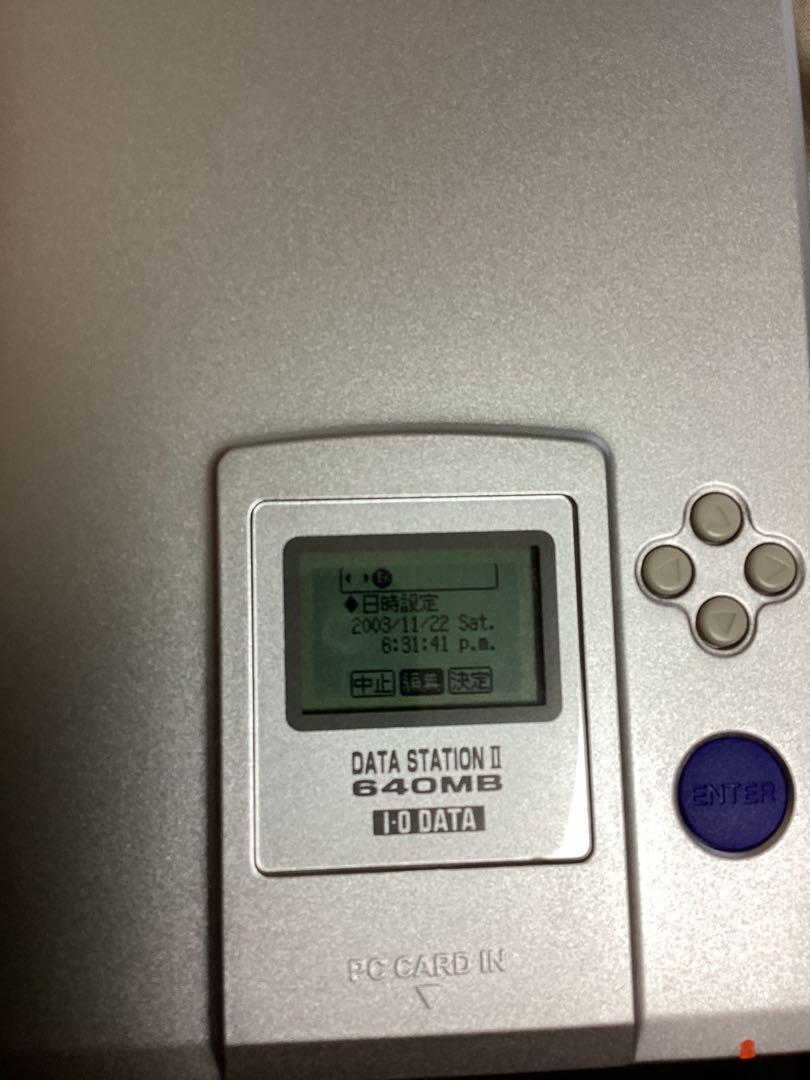 ◆日時設定
2003/11/22 Sat.
6:31:41 p.m.
中止 編集 決定
DATA STATION II
640MB
I-O DATA
ENTER
PC CARD IN